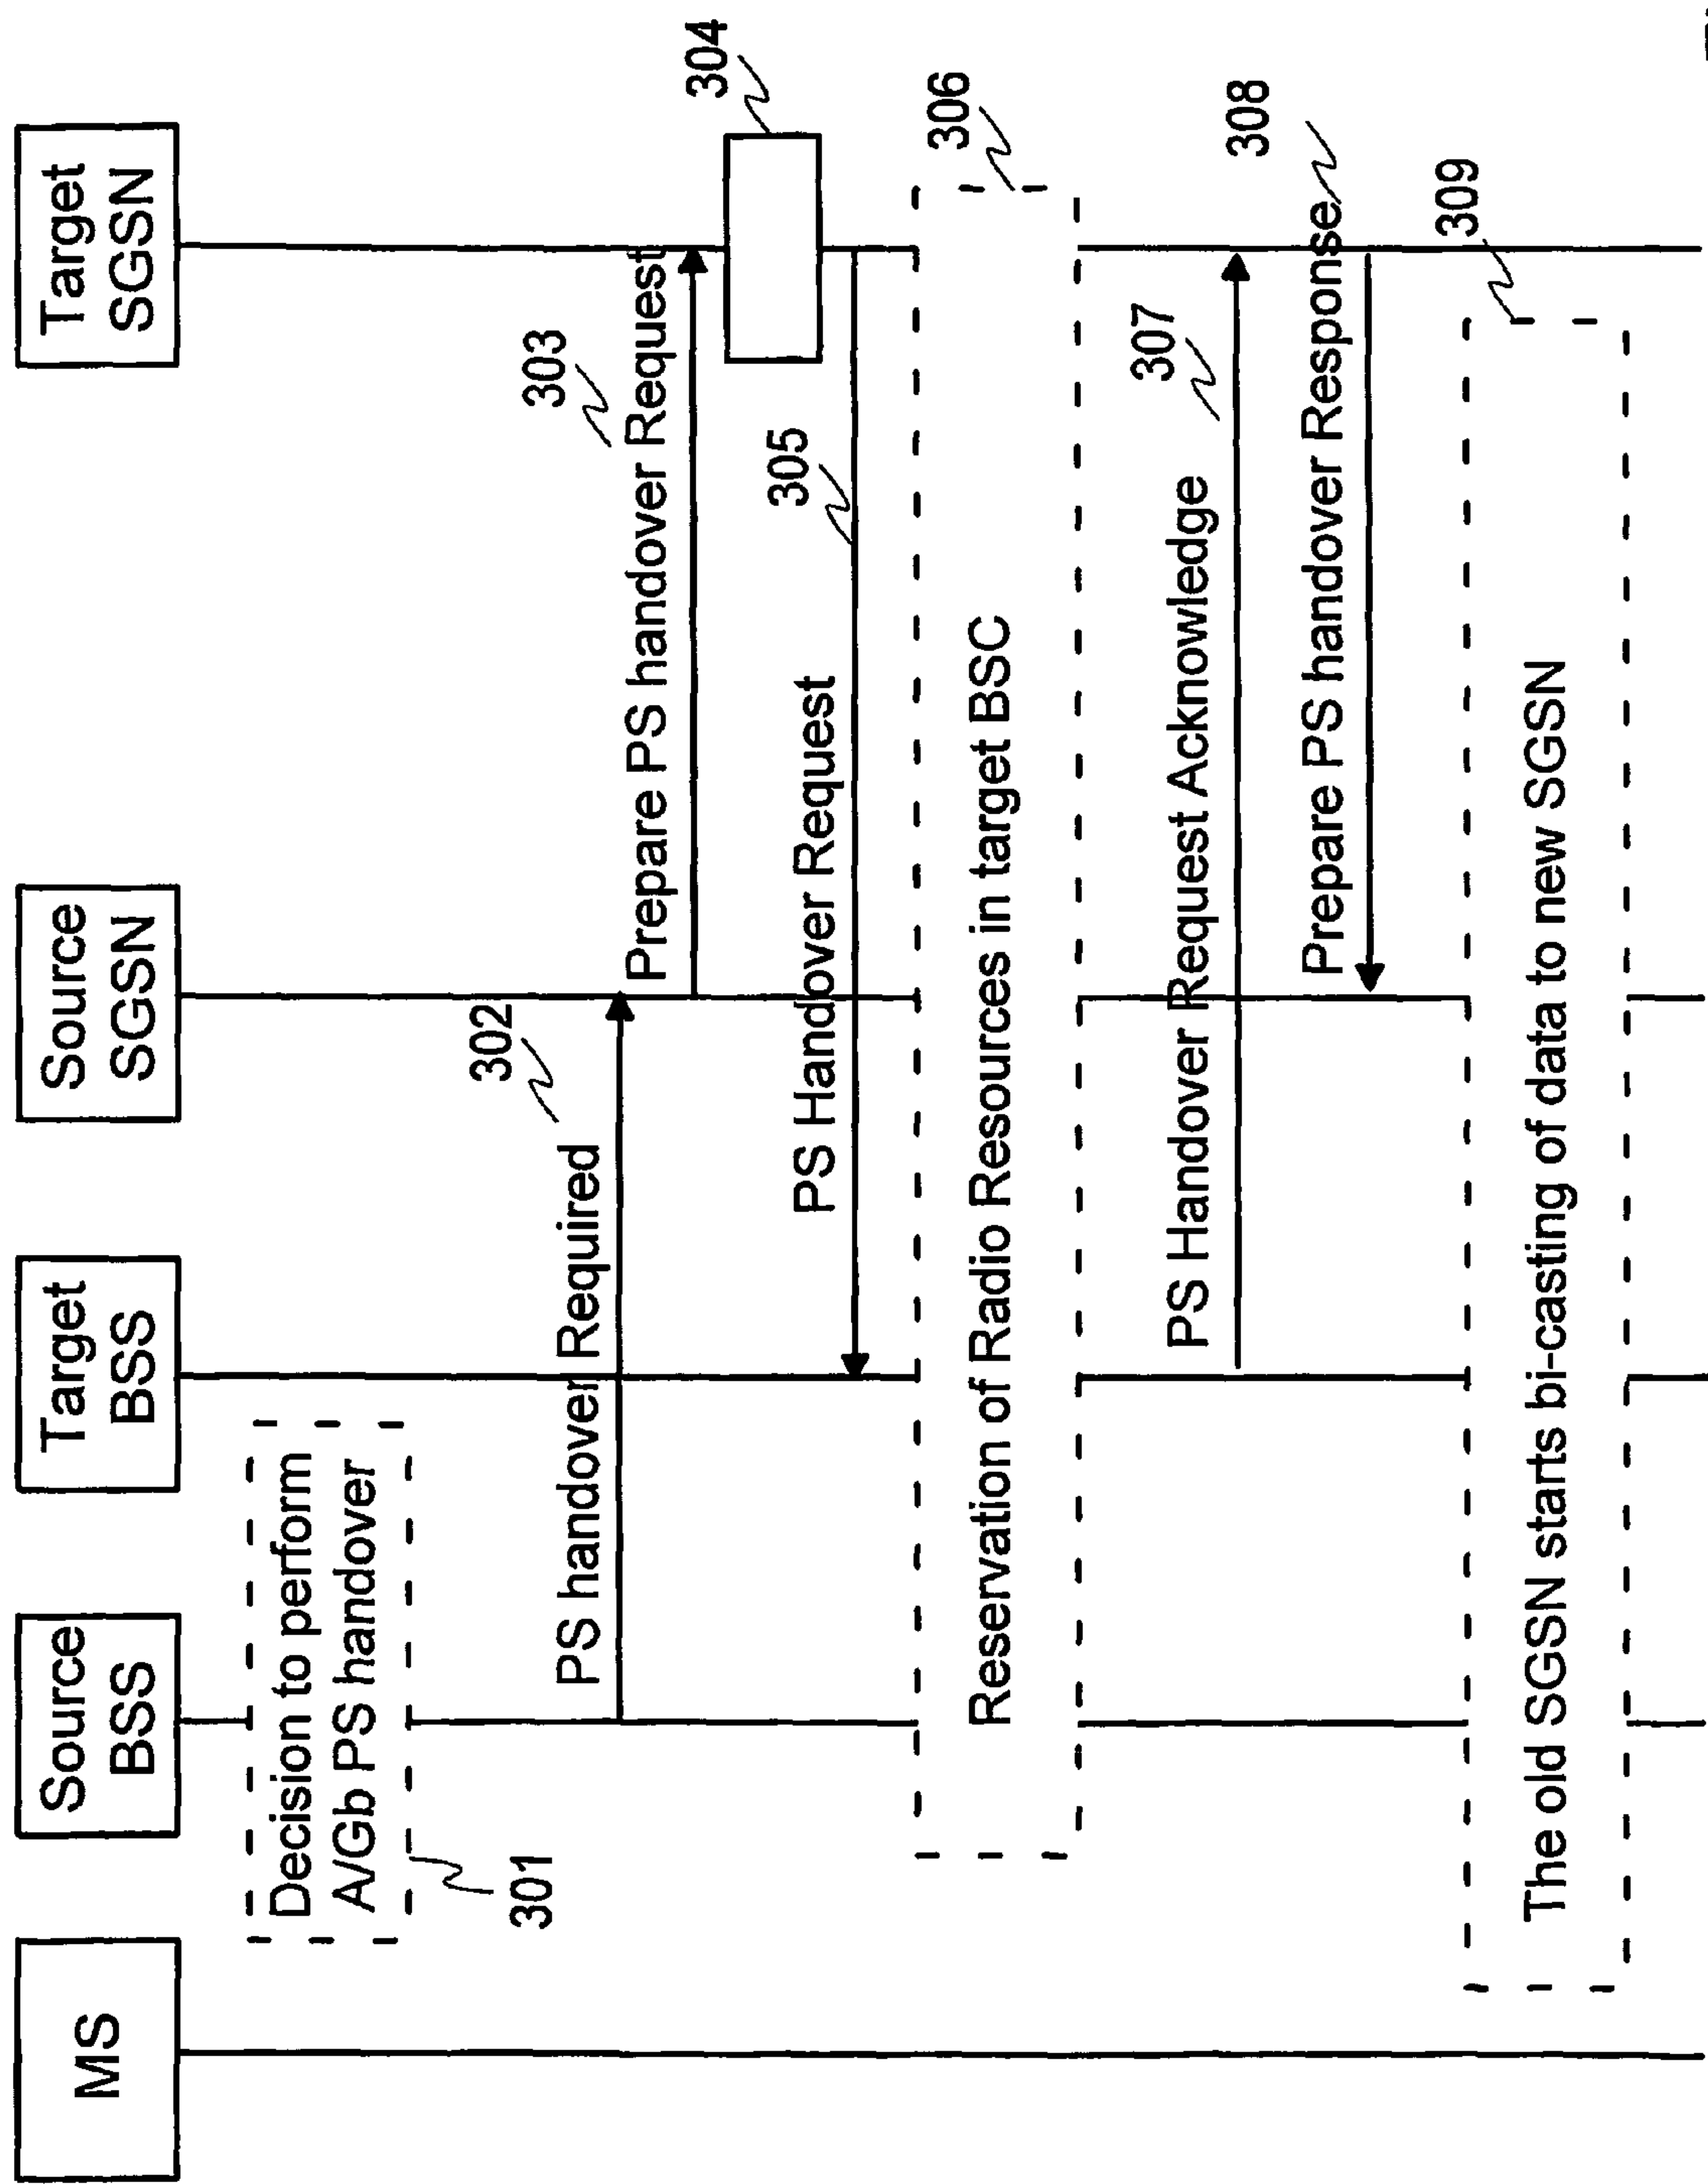 MS
Source
BSS
Target
BSS
Source
SGSN
Target
SGSN
Decision to perform
A/Gb PS handover
301
PS handover Required
302
Prepare PS handover Request
303
304
PS Handover Request
305
Reservation of Radio Resources in target BSC
306
PS Handover Request Acknowledge
307
Prepare PS handover Response
308
The old SGSN starts bi-casting of data to new SGSN
309